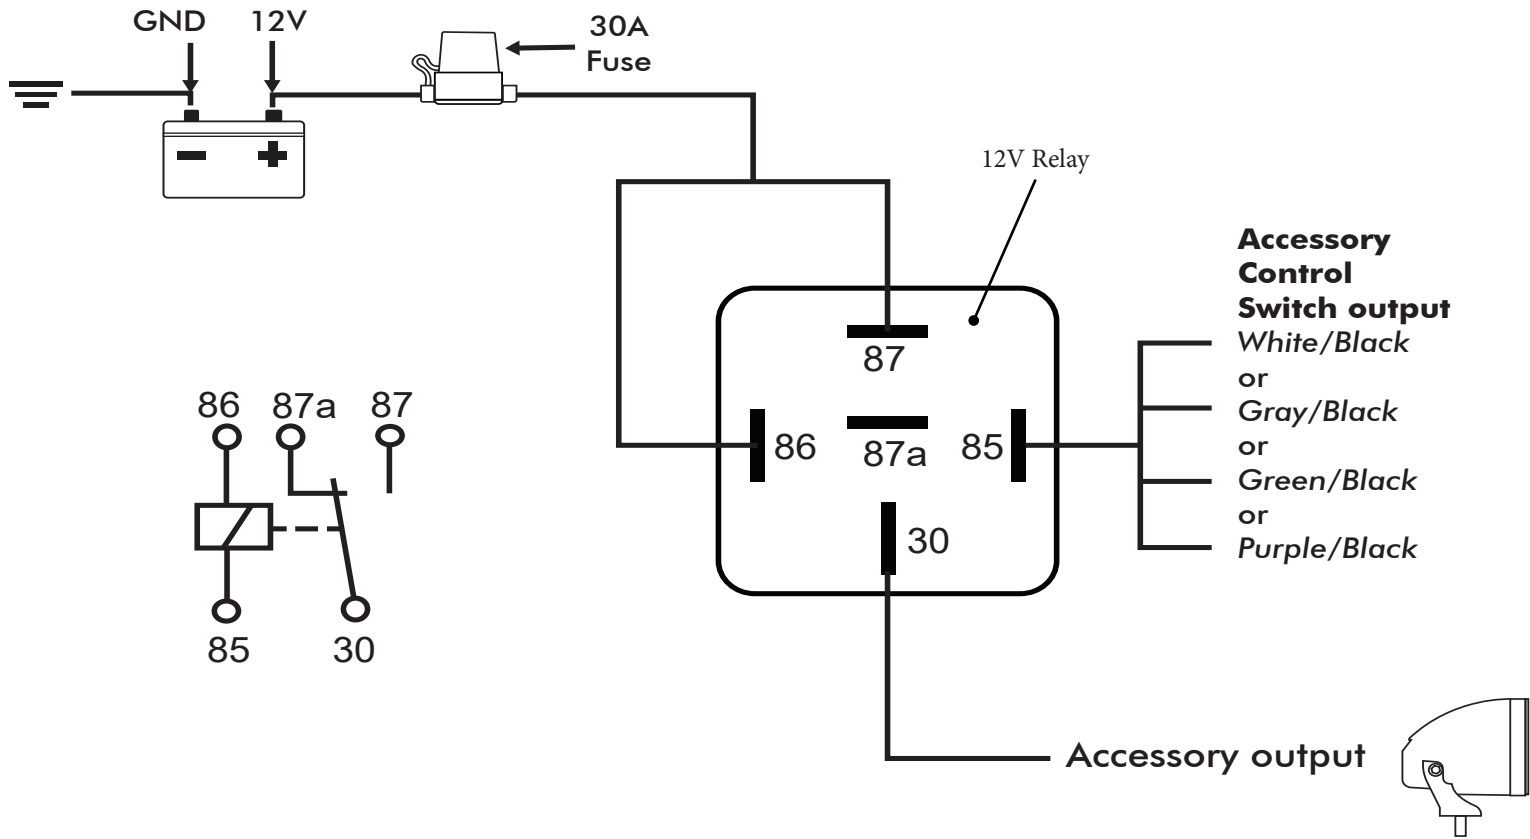 GND 12V
30A
Fuse
12V Relay
Accessory
Control
Switch output
White/Black
or
Gray/Black
or
Green/Black
or
Purple/Black
87
86
87a
85
30
86 87a 87
85 30
Accessory output